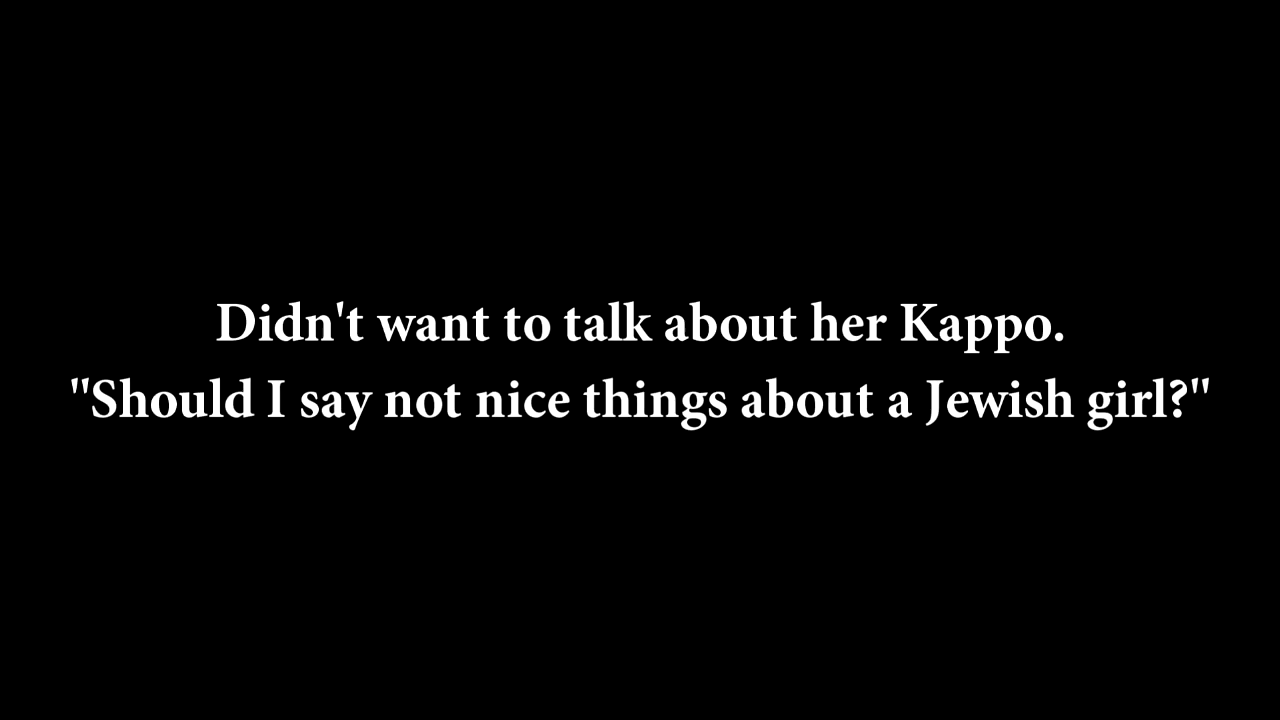 Didn't want to talk about her Kappo.
"Should I say not nice things about a Jewish girl?"